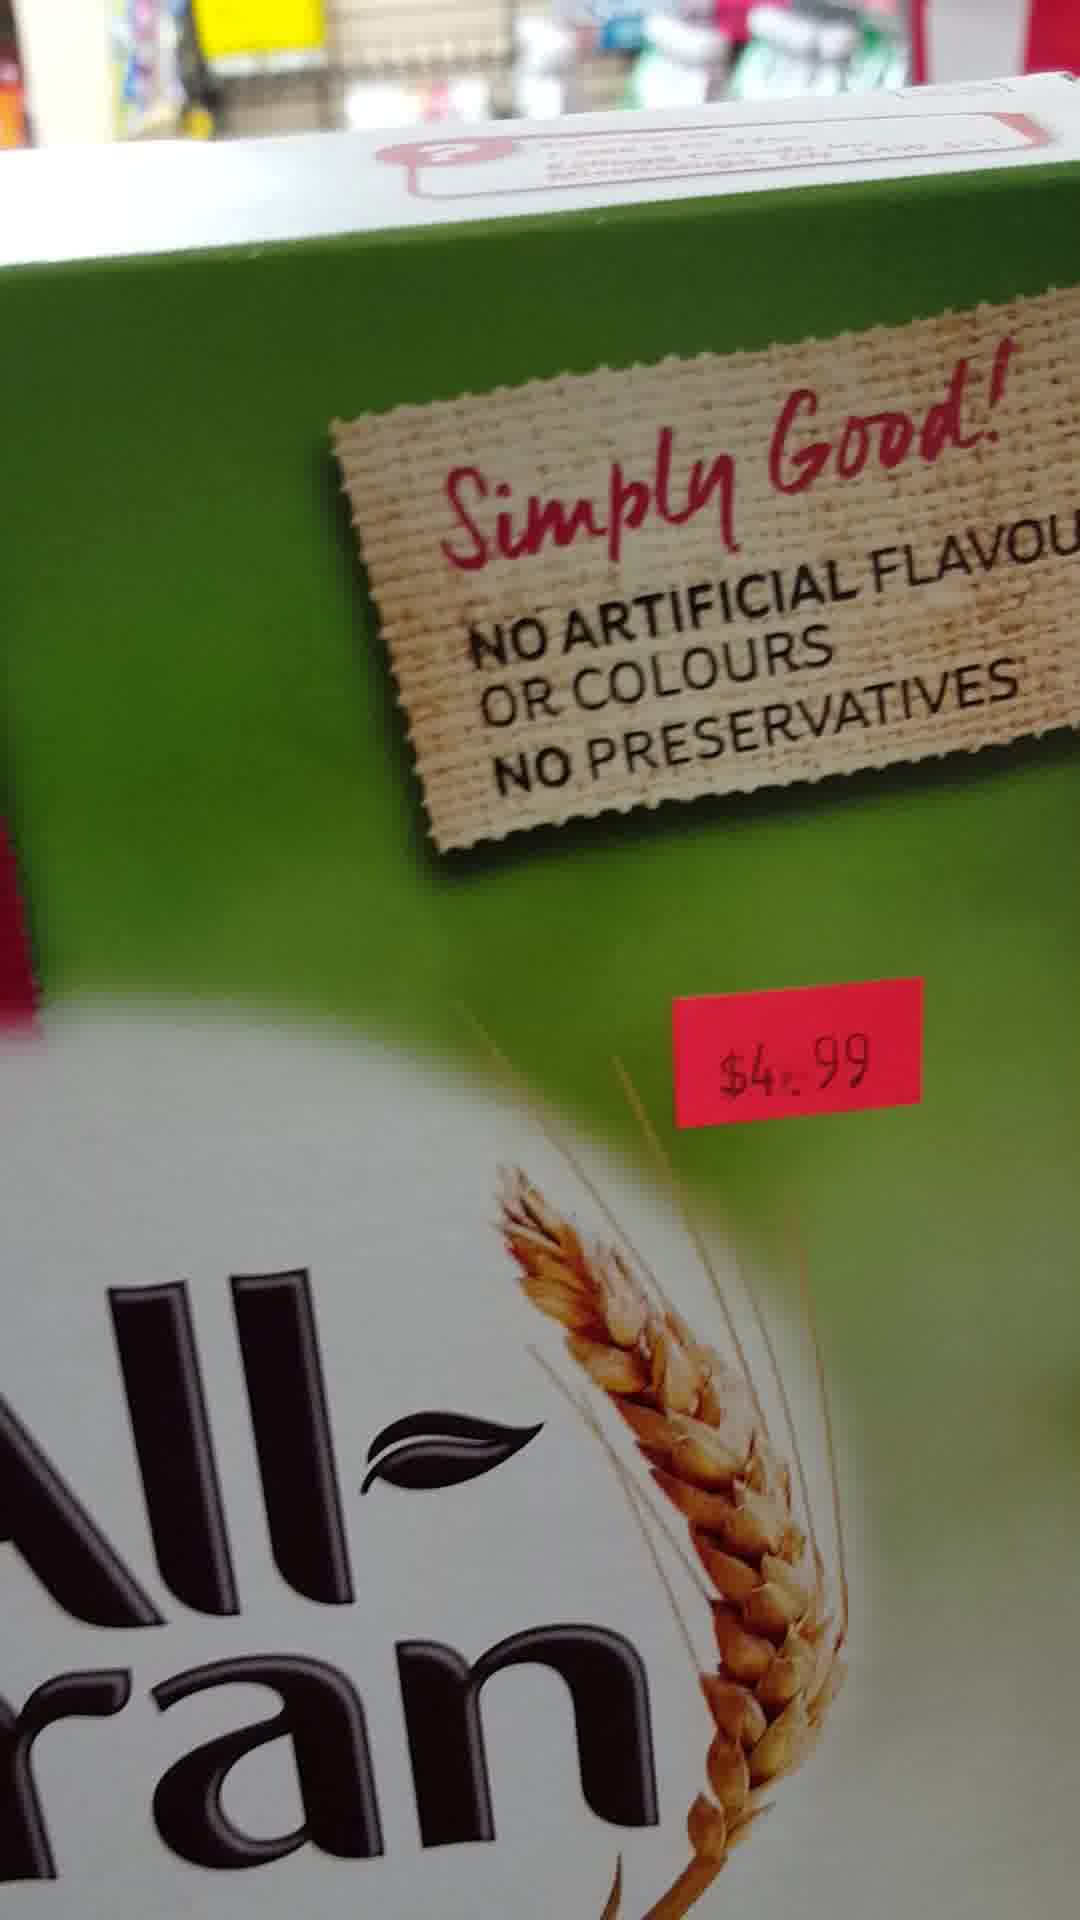 Simply Good!
NO ARTIFICIAL FLAVOU
OR COLOURS
NO PRESERVATIVES
$4.99
All-
ran